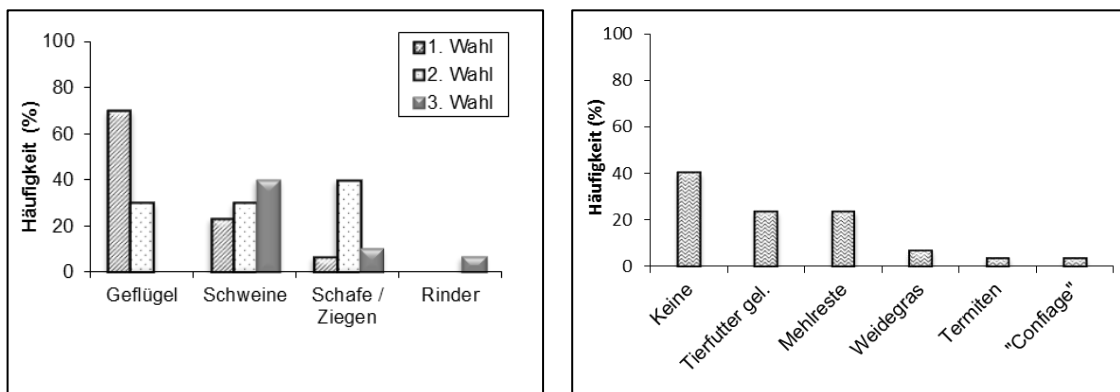 100
80
60
40
20
0
Häufigkeit (%)
1. Wahl
2. Wahl
3. Wahl
Geflügel
Schweine
Schafe /
Ziegen
Rinder
100
80
60
40
20
0
Häufigkeit (%)
Keine
Tierfutter gel.
Mehlreste
Weidegras
Termiten
"Confiage"